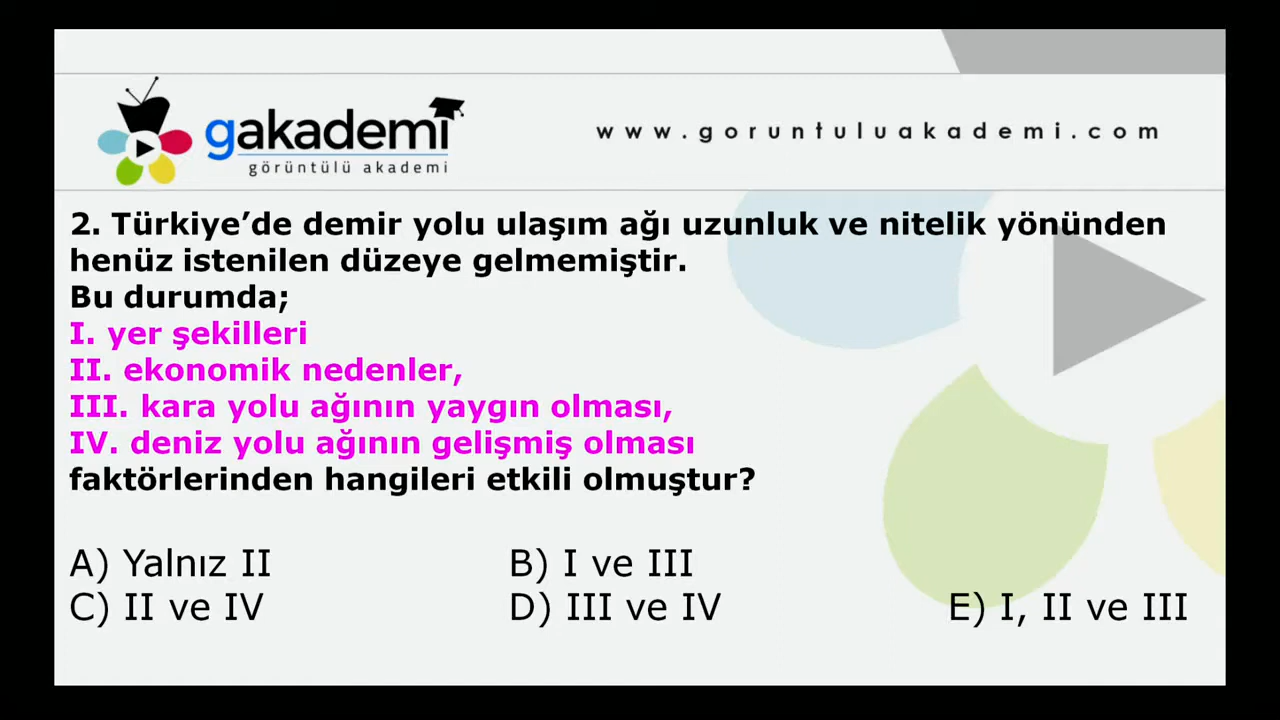 gakademi
görüntülü akademi
www.goruntuluakademi.com
2. Türkiye’de demir yolu ulaşım ağı uzunluk ve nitelik yönünden
henüz istenilen düzeye gelmemiştir.
Bu durumda;
I. yer şekilleri
II. ekonomik nedenler,
III. kara yolu ağının yaygın olması,
IV. deniz yolu ağının gelişmiş olması
faktörlerinden hangileri etkili olmuştur?
A) Yalnız II B) I ve III
C) II ve IV D) III ve IV E) I, II ve III